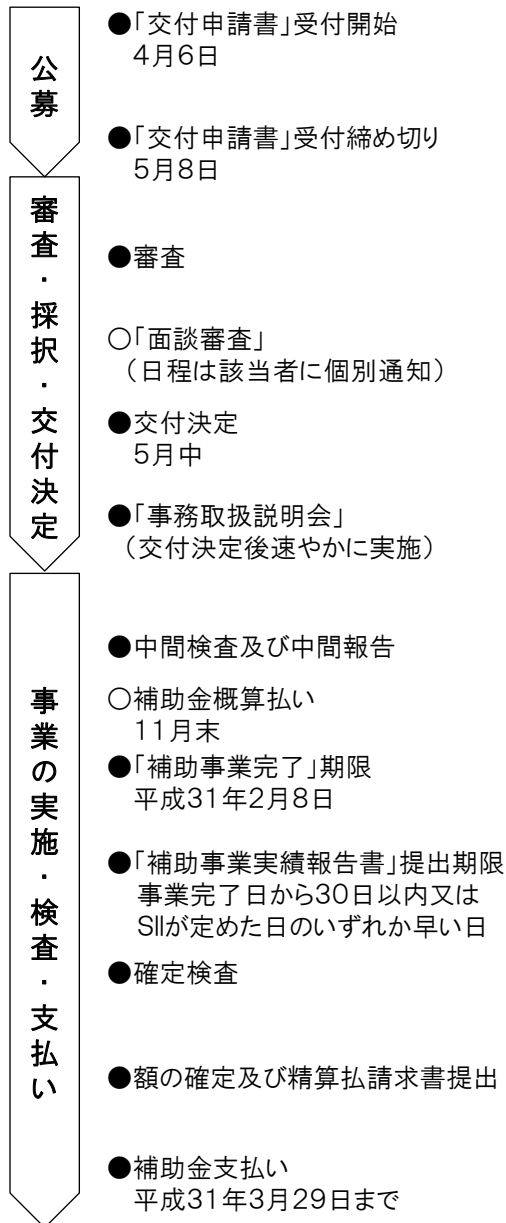 公募
●「交付申請書」受付開始
4月6日
●「交付申請書」受付締め切り
5月8日
審査・採択・交付決定
●審査
○「面談審査」
（日程は該当者に個別通知）
●交付決定
5月中
●「事務取扱説明会」
（交付決定後速やかに実施）
事業の実施・検査・支払い
●中間検査及び中間報告
○補助金概算払い
11月末
●「補助事業完了」期限
平成31年2月8日
●「補助事業実績報告書」提出期限
事業完了日から30日以内又は
SIIが定めた日のいずれか早い日
●確定検査
●額の確定及び精算払請求書提出
●補助金支払い
平成31年3月29日まで